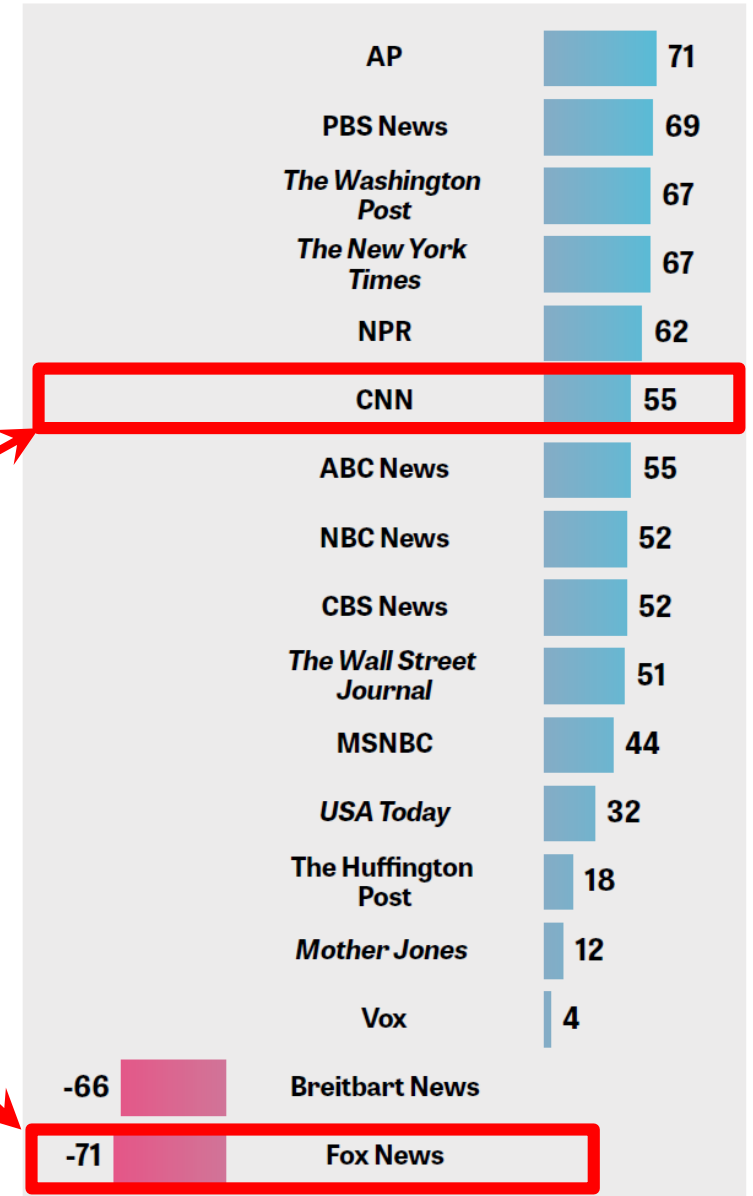 AP 71
PBS News 69
The Washington
Post 67
The New York
Times 67
NPR 62
CNN 55
ABC News 55
NBC News 52
CBS News 52
The Wall Street
Journal 51
MSNBC 44
USA Today 32
The Huffington
Post 18
Mother Jones 12
Vox 4
-66 Breitbart News
-71 Fox News